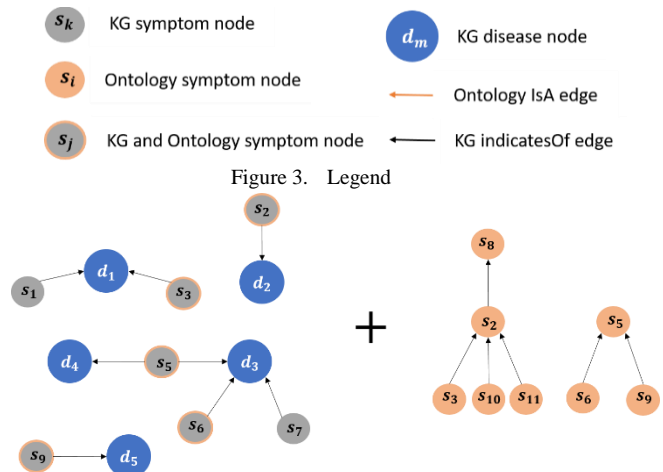 s_k KG symptom node
d_m KG disease node
s_i Ontology symptom node
Ontology IsA edge
s_j KG and Ontology symptom node
KG indicatesOf edge
Figure 3. Legend
s_2
s_8
d_1
d_2
s_1
s_3
+
s_2
s_5
d_4
s_5
d_3
s_3
s_10
s_11
s_6
s_9
s_6
s_7
s_9
d_5